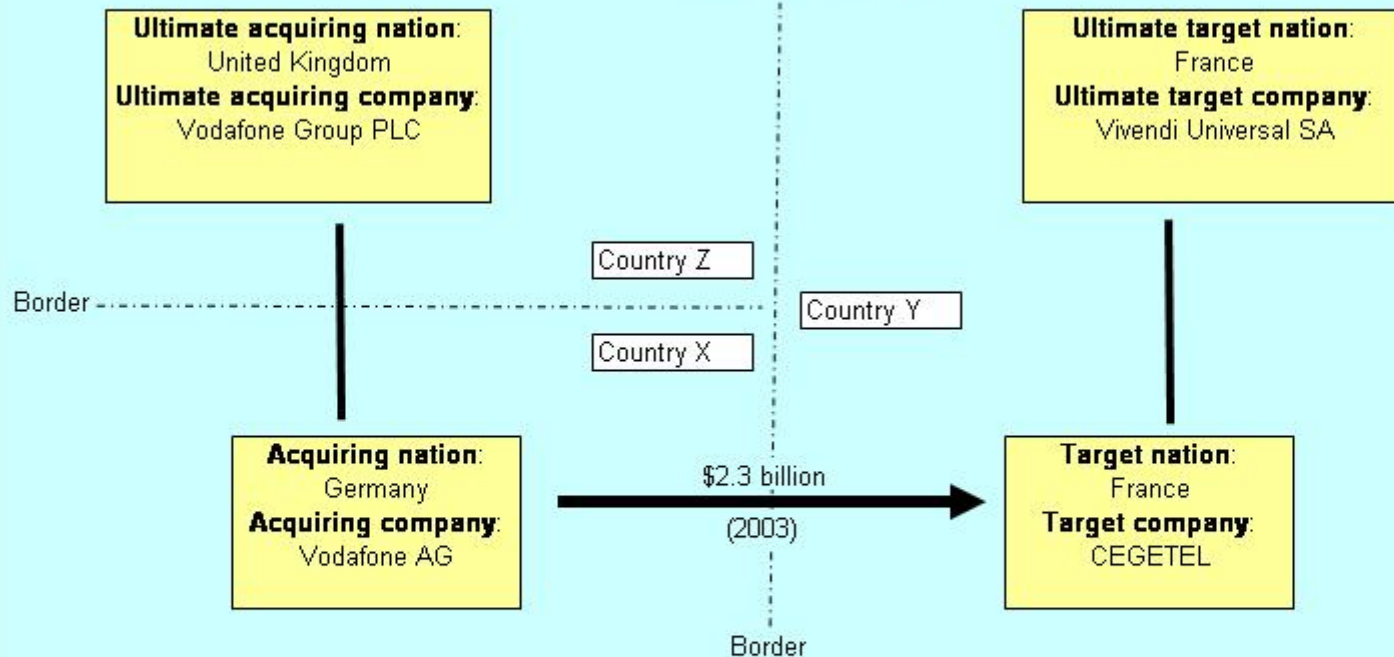 Ultimate acquiring nation:
United Kingdom
Ultimate acquiring company:
Vodafone Group PLC
Ultimate target nation:
France
Ultimate target company:
Vivendi Universal SA
Country Z
Border
Country Y
Country X
Acquiring nation:
Germany
Acquiring company:
Vodafone AG
$2.3 billion
(2003)
Target nation:
France
Target company:
CEGETEL
Border